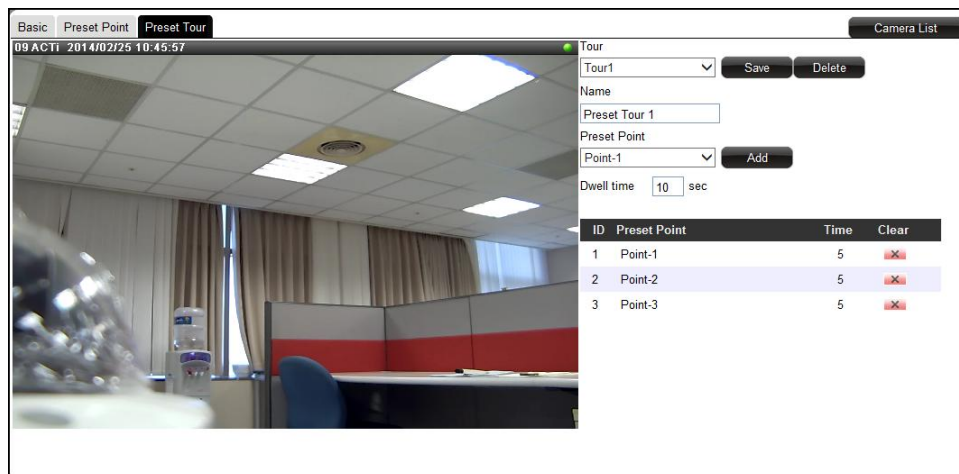 Basic Preset Point Preset Tour Camera List
09 ACTi 2014/02/25 10:45:57
Tour
Tour1 Save Delete
Name
Preset Tour 1
Preset Point
Point-1 Add
Dwell time 10 sec
ID Preset Point Time Clear
1 Point-1 5
2 Point-2 5
3 Point-3 5